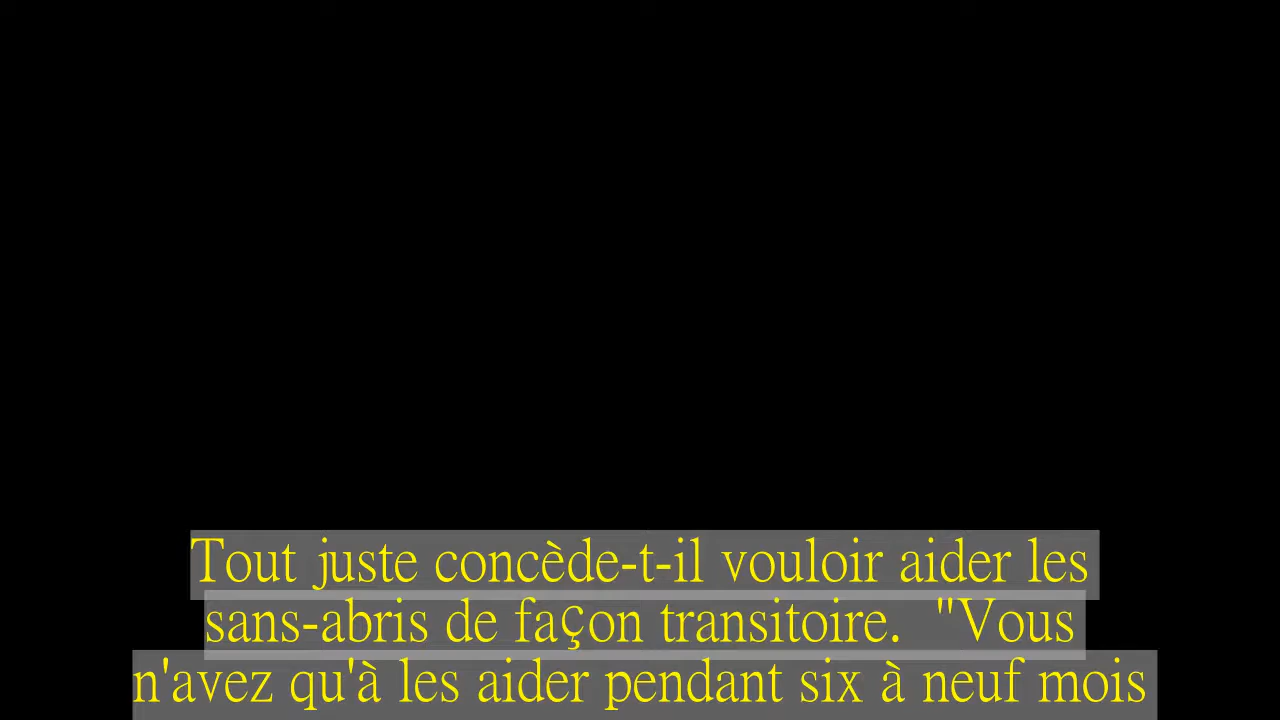 Tout juste concède-t-il vouloir aider les
sans-abris de façon transitoire.  "Vous
n'avez qu'à les aider pendant six à neuf mois